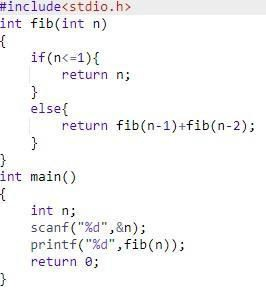 #include<stdio.h>
int fib(int n)
{
    if(n<=1){
        return n;
    }
    else{
        return fib(n-1)+fib(n-2);
    }
}
int main()
{
    int n;
    scanf("%d",&n);
    printf("%d",fib(n));
    return 0;
}